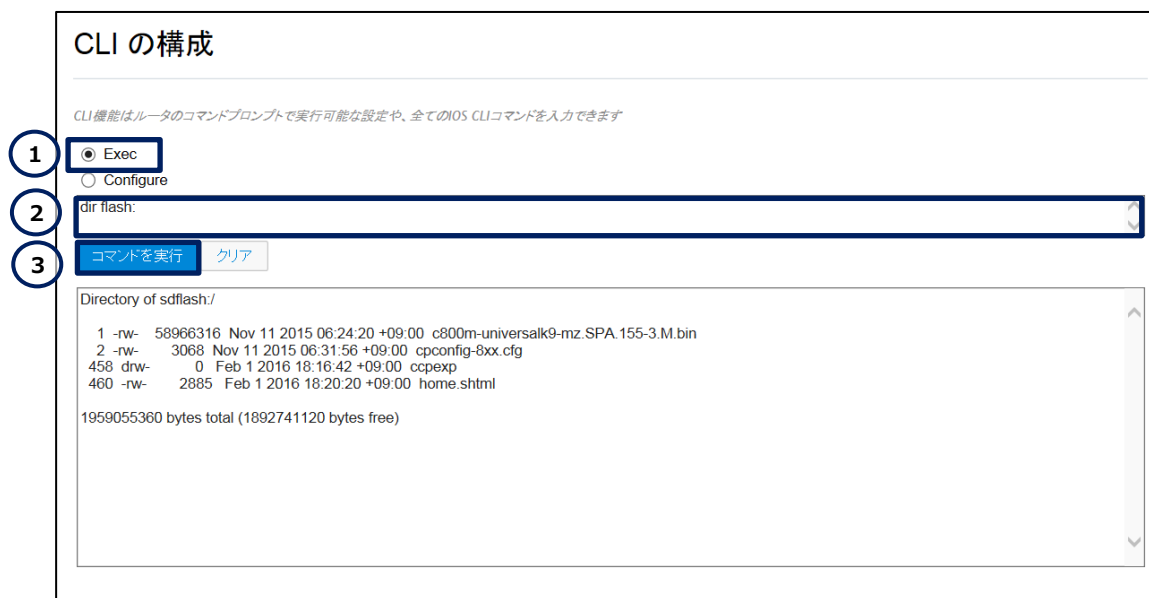 CLI の構成
CLI機能はルータのコマンドプロンプトで実行可能な設定や、全てのIOS CLIコマンドを入力できます
1
Exec
Configure
2
dir flash:
3
コマンドを実行 クリア
Directory of sdflash:/
1 -rw- 58966316 Nov 11 2015 06:24:20 +09:00 c800m-universalk9-mz.SPA.155-3.M.bin
2 -rw- 3068 Nov 11 2015 06:31:56 +09:00 cpconfig-8xx.cfg
458 drw- 0 Feb 1 2016 18:16:42 +09:00 ccpexp
460 -rw- 2885 Feb 1 2016 18:20:20 +09:00 home.shtml
1959055360 bytes total (1892741120 bytes free)